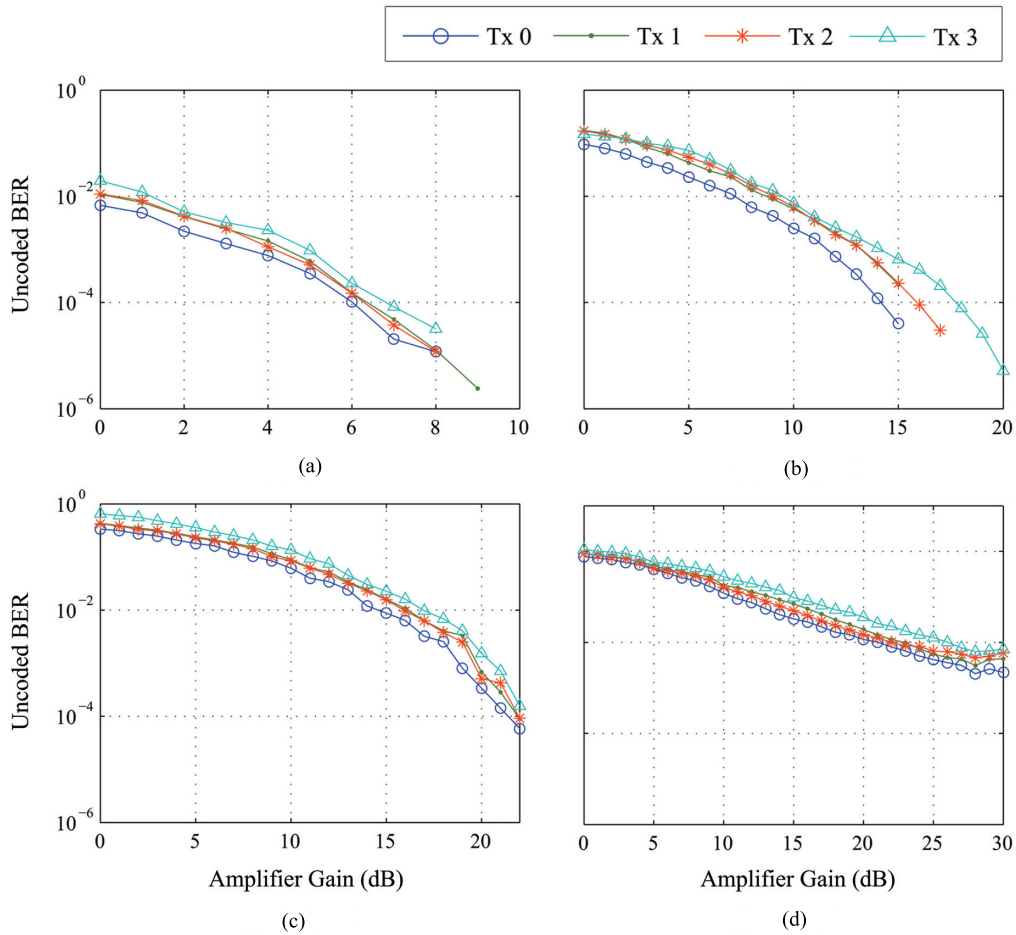 Tx 0 Tx 1 Tx 2 Tx 3
Uncoded BER
10^0
10^-2
10^-4
10^-6
0 2 4 6 8 10
(a)
0 5 10 15 20
(b)
Uncoded BER
10^0
10^-2
10^-4
10^-6
0 5 10 15 20
Amplifier Gain (dB)
(c)
0 5 10 15 20 25 30
Amplifier Gain (dB)
(d)